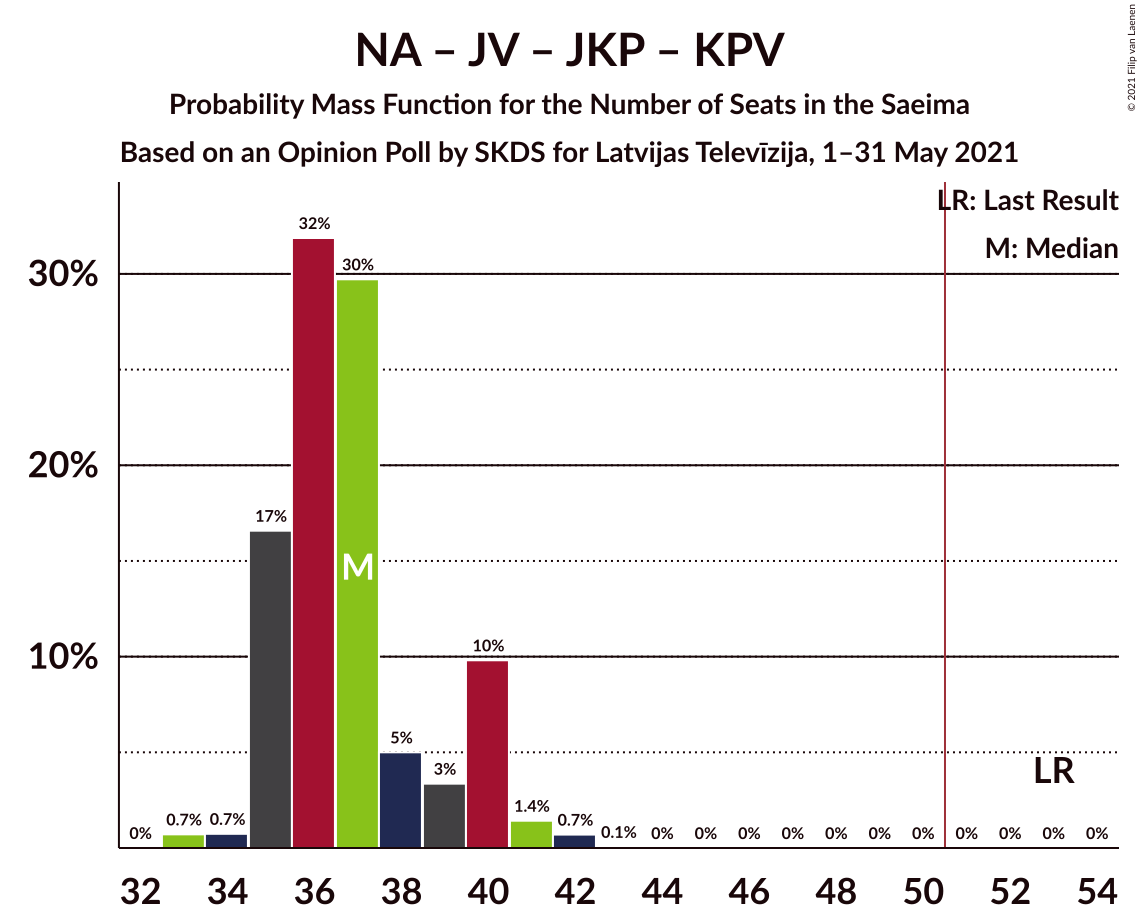 NA – JV – JKP – KPV
Probability Mass Function for the Number of Seats in the Saeima
Based on an Opinion Poll by SKDS for Latvijas Televīzija, 1–31 May 2021
© 2021 Filip van Laenen
LR: Last Result
M: Median
30%
20%
10%
0% 0.7% 0.7% 17% 32% 30% 5% 3% 10% 1.4% 0.7% 0.1% 0% 0% 0% 0% 0% 0% 0% 0% 0% 0% 0%
M
LR
32 34 36 38 40 42 44 46 48 50 52 54